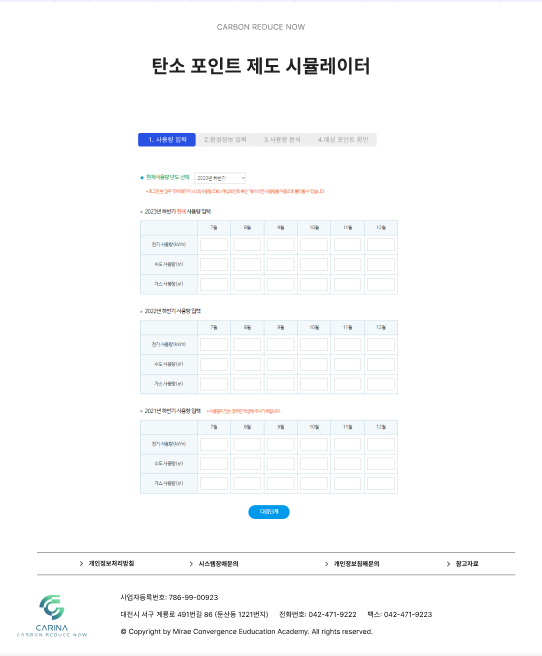 CARBON REDUCE NOW
탄소 포인트 제도 시뮬레이터
1. 사용량 입력 2.환경정보 입력 3.사용량 분석 4.예상 포인트 확인
현재사용량 년도 선택 2023년 하반기
2023년 하반기 현재 사용량 입력
7월 8월 9월 10월 11월 12월
전기 사용량(kWh)
수도 사용량(㎥)
가스 사용량(㎥)
2022년 하반기 사용량 입력
7월 8월 9월 10월 11월 12월
전기 사용량(kWh)
수도 사용량(㎥)
가스 사용량(㎥)
2021년 하반기 사용량 입력
7월 8월 9월 10월 11월 12월
전기 사용량(kWh)
수도 사용량(㎥)
가스 사용량(㎥)
다음단계
> 개인정보처리방침 > 시스템장애문의 > 개인정보침해문의 > 참고자료
사업자등록번호: 786-99-00923
대전시 서구 계룡로 491번길 86 (둔산동 1221번지) 전화번호: 042-471-9222 팩스: 042-471-9223
© Copyright by Mirae Convergence Euducation Academy. All rights reserved.
CARINA
CARBON REDUCE NOW